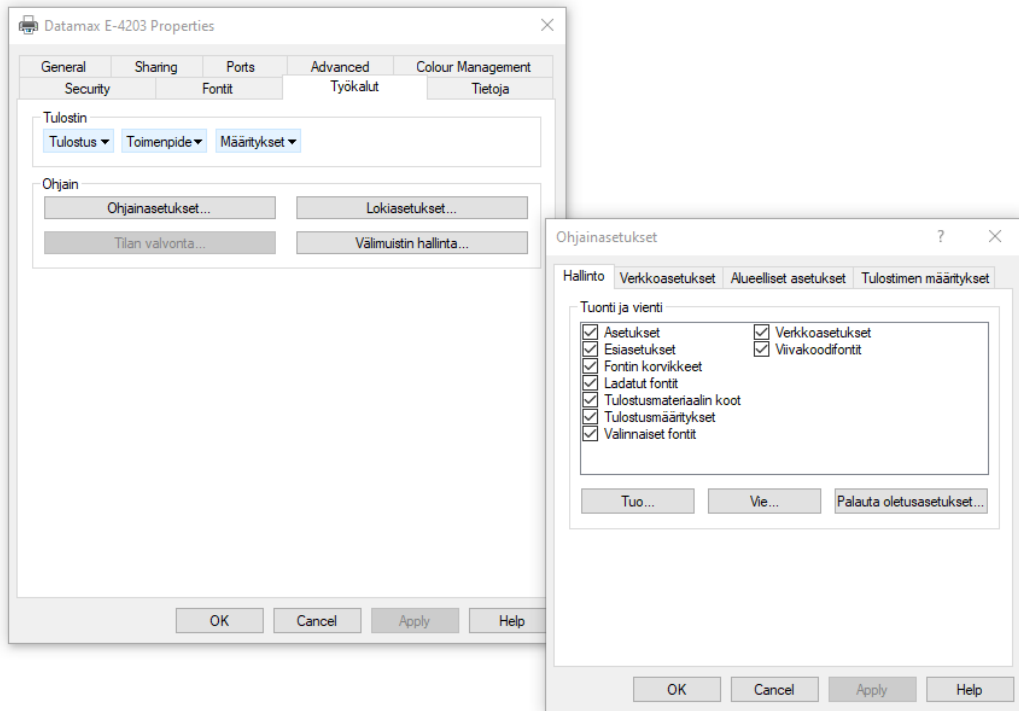 Datamax E-4203 Properties
General Sharing Ports Advanced Colour Management
Security Fontit Työkalut Tietoja
Tulostin
Tulostus Toimenpide Määritykset
Ohjain
Ohjainasetukset... Lokiasetukset...
Tilan valvonta... Välimuistin hallinta...
OK Cancel Apply Help
Ohjainasetukset ?
Hallinto Verkkoasetukset Alueelliset asetukset Tulostimen määritykset
Tuonti ja vienti
Asetukset Verkkoasetukset
Esiasetukset Viivakoodifontit
Fontin korvikkeet
Ladatut fontit
Tulostusmateriaalin koot
Tulostusmääritykset
Valinnaiset fontit
Tuo... Vie... Palauta oletusasetukset...
OK Cancel Apply Help